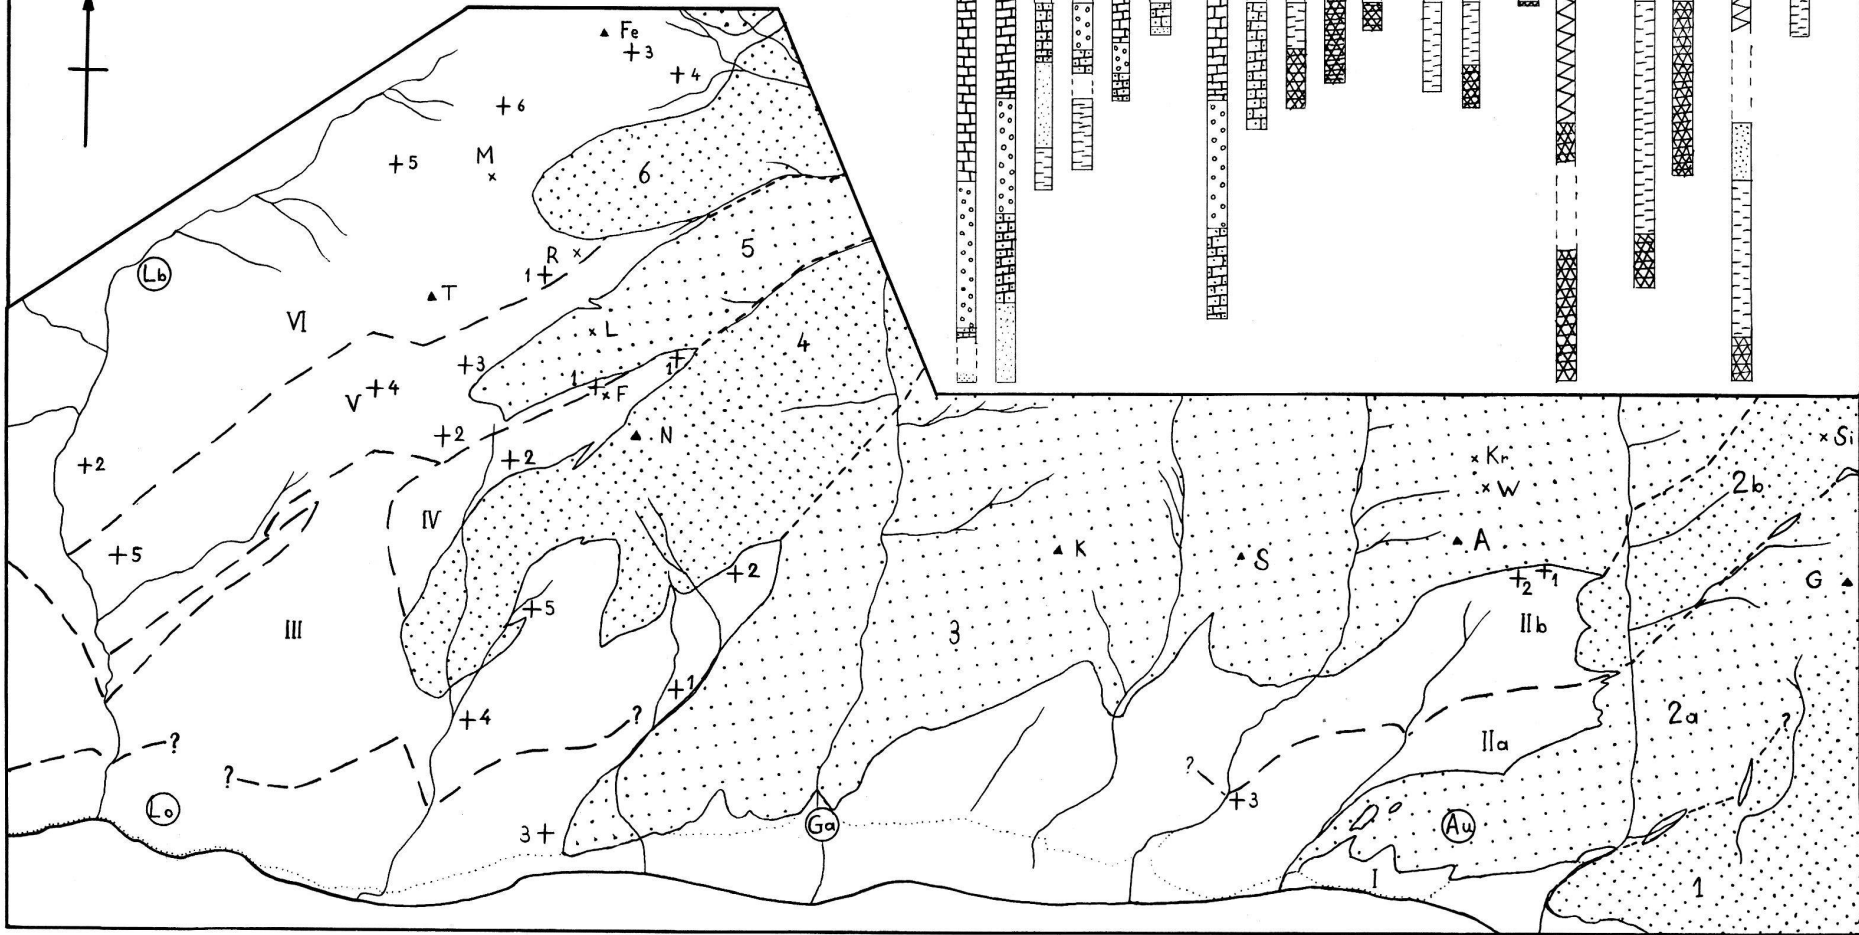 Fe
+3
+4
+6
M
+5
6
R
5
Lb
1+
T
VI
L
4
+3
1+
1+
F
V
+4
+2
N
Si
Kr
+2
+2
W
2b
IV
+5
K
S
A
+2
+2
+1
G
+5
III
3
IIb
+1
+4
?
2a
?
IIa
?
?
?
+3
Lo
3+
Ga
Au
I
1